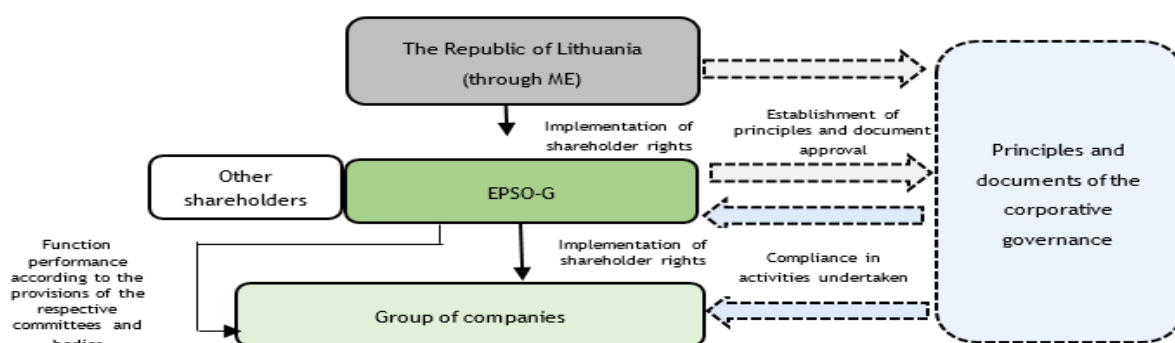 The Republic of Lithuania
(through ME)
Implementation of
shareholder rights
Establishment of
principles and document
approval
Other
shareholders
EPSO-G
Principles and
documents of the
corporative
governance
Function
performance
according to the
provisions of the
respective
committees and
Implementation of
shareholder rights
Compliance in
activities undertaken
Group of companies